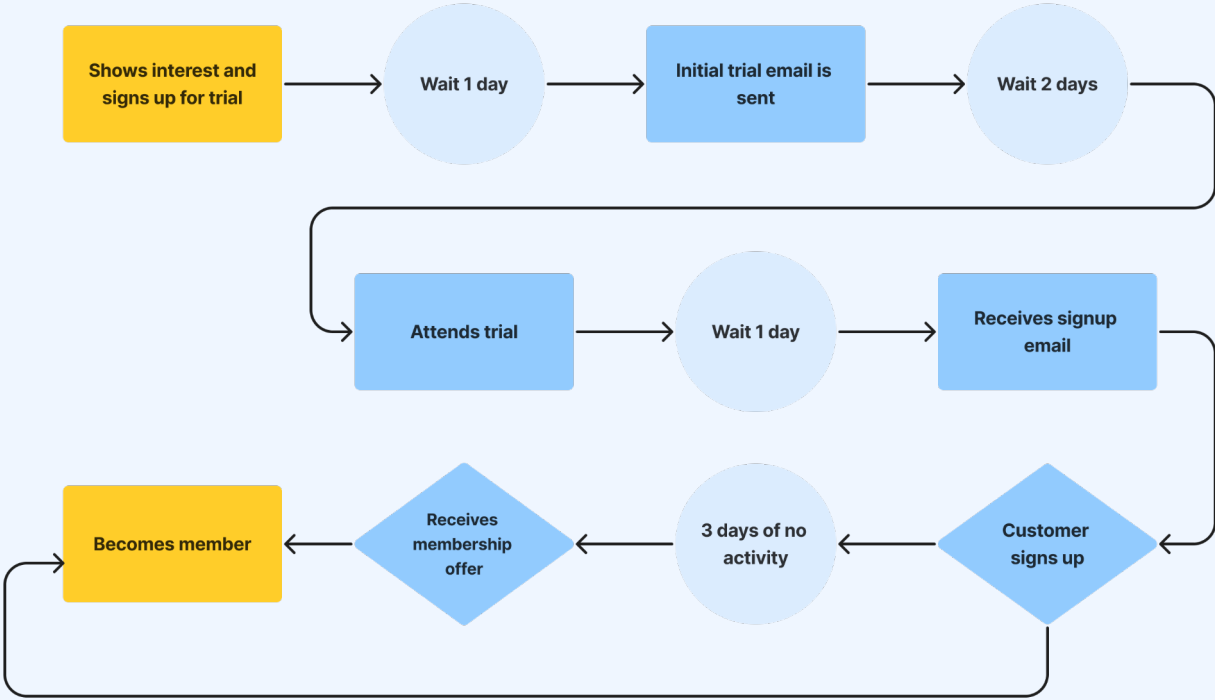 Shows interest and
signs up for trial
Wait 1 day
Initial trial email is
sent
Wait 2 days
Attends trial
Wait 1 day
Receives signup
email
Customer
signs up
3 days of no
activity
Receives
membership
offer
Becomes member